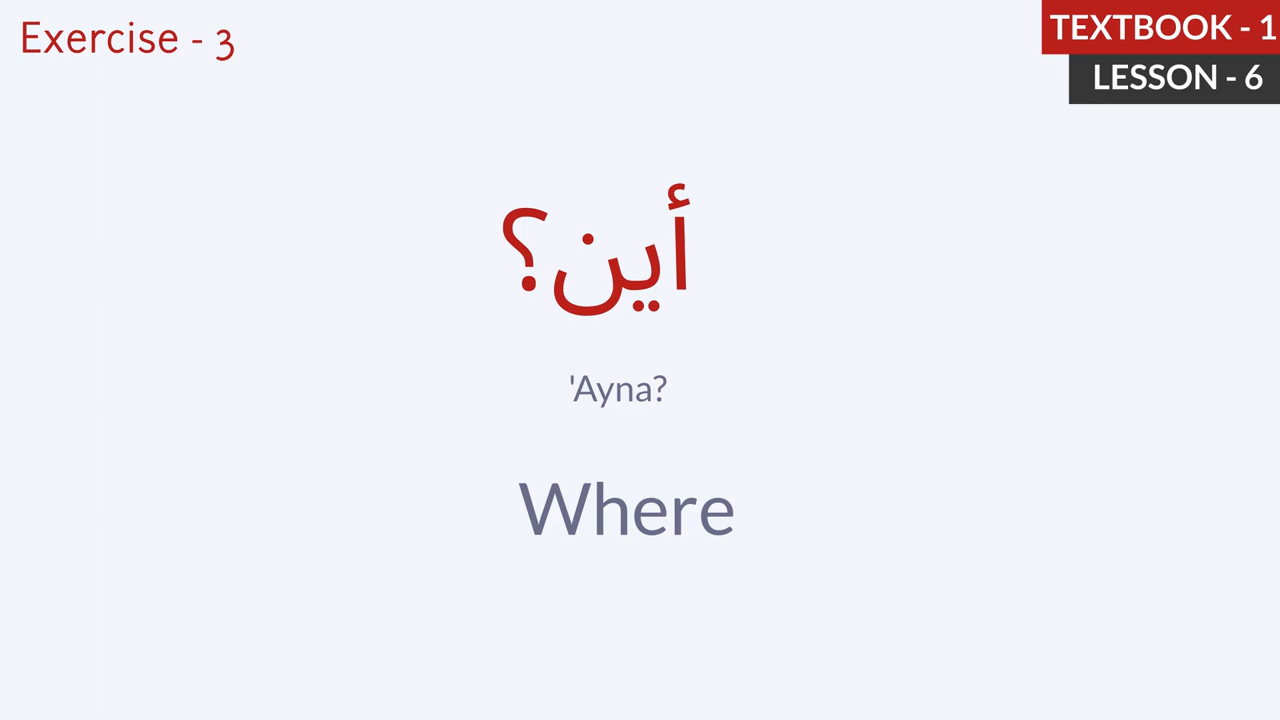 Exercise - 3
TEXTBOOK - 1
LESSON - 6
أين؟
'Ayna?
Where